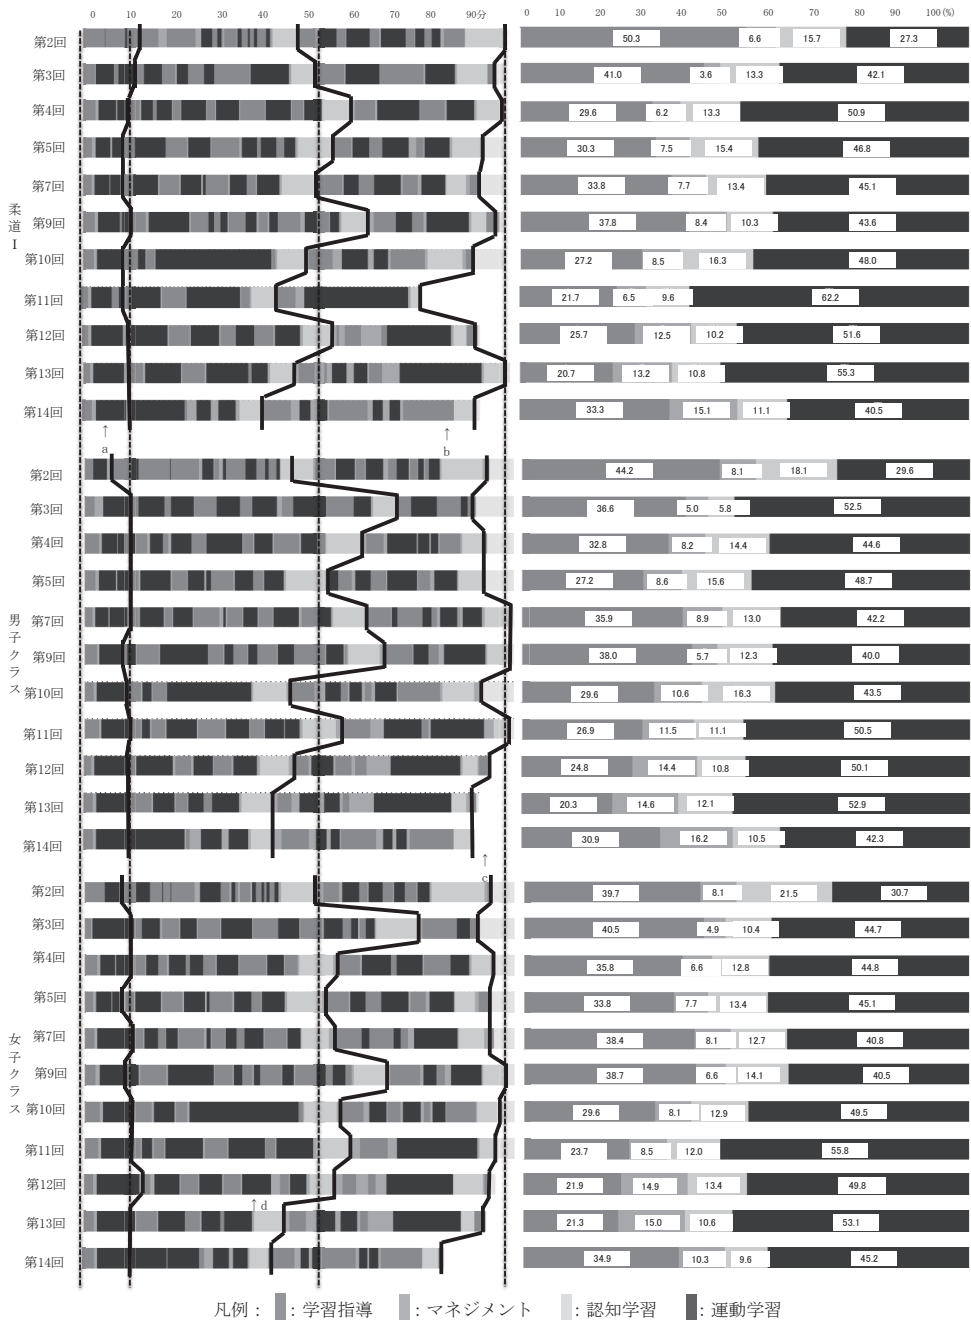 0 10 20 30 40 50 60 70 80 90分
0 10 20 30 40 50 60 70 80 90 100(%)
柔道Ⅰ
第2回 50.3 6.6 15.7 27.3
第3回 41.0 3.6 13.3 42.1
第4回 29.6 6.2 13.3 50.9
第5回 30.3 7.5 15.4 46.8
第7回 33.8 7.7 13.4 45.1
第9回 37.8 8.4 10.3 43.6
第10回 27.2 8.5 16.3 48.0
第11回 21.7 6.5 9.6 62.2
第12回 25.7 12.5 10.2 51.6
第13回 20.7 13.2 10.8 55.3
第14回 33.3 15.1 11.1 40.5
↑ ↑
a b
男子クラス
第2回 44.2 8.1 18.1 29.6
第3回 36.6 5.0 5.8 52.5
第4回 32.8 8.2 14.4 44.6
第5回 27.2 8.6 15.6 48.7
第7回 35.9 8.9 13.0 42.2
第9回 38.0 5.7 12.3 40.0
第10回 29.6 10.6 16.3 43.5
第11回 26.9 11.5 11.1 50.5
第12回 24.8 14.4 10.8 50.1
第13回 20.3 14.6 12.1 52.9
第14回 30.9 16.2 10.5 42.3
↑
c
女子クラス
第2回 39.7 8.1 21.5 30.7
第3回 40.5 4.9 10.4 44.7
第4回 35.8 6.6 12.8 44.8
第5回 33.8 7.7 13.4 45.1
第7回 38.4 8.1 12.7 40.8
第9回 38.7 6.6 14.1 40.5
第10回 29.6 8.1 12.9 49.5
第11回 23.7 8.5 12.0 55.8
第12回 21.9 14.9 13.4 49.8
↑ d
第13回 21.3 15.0 10.6 53.1
第14回 34.9 10.3 9.6 45.2
凡例： ：学習指導 ：マネジメント ：認知学習 ：運動学習